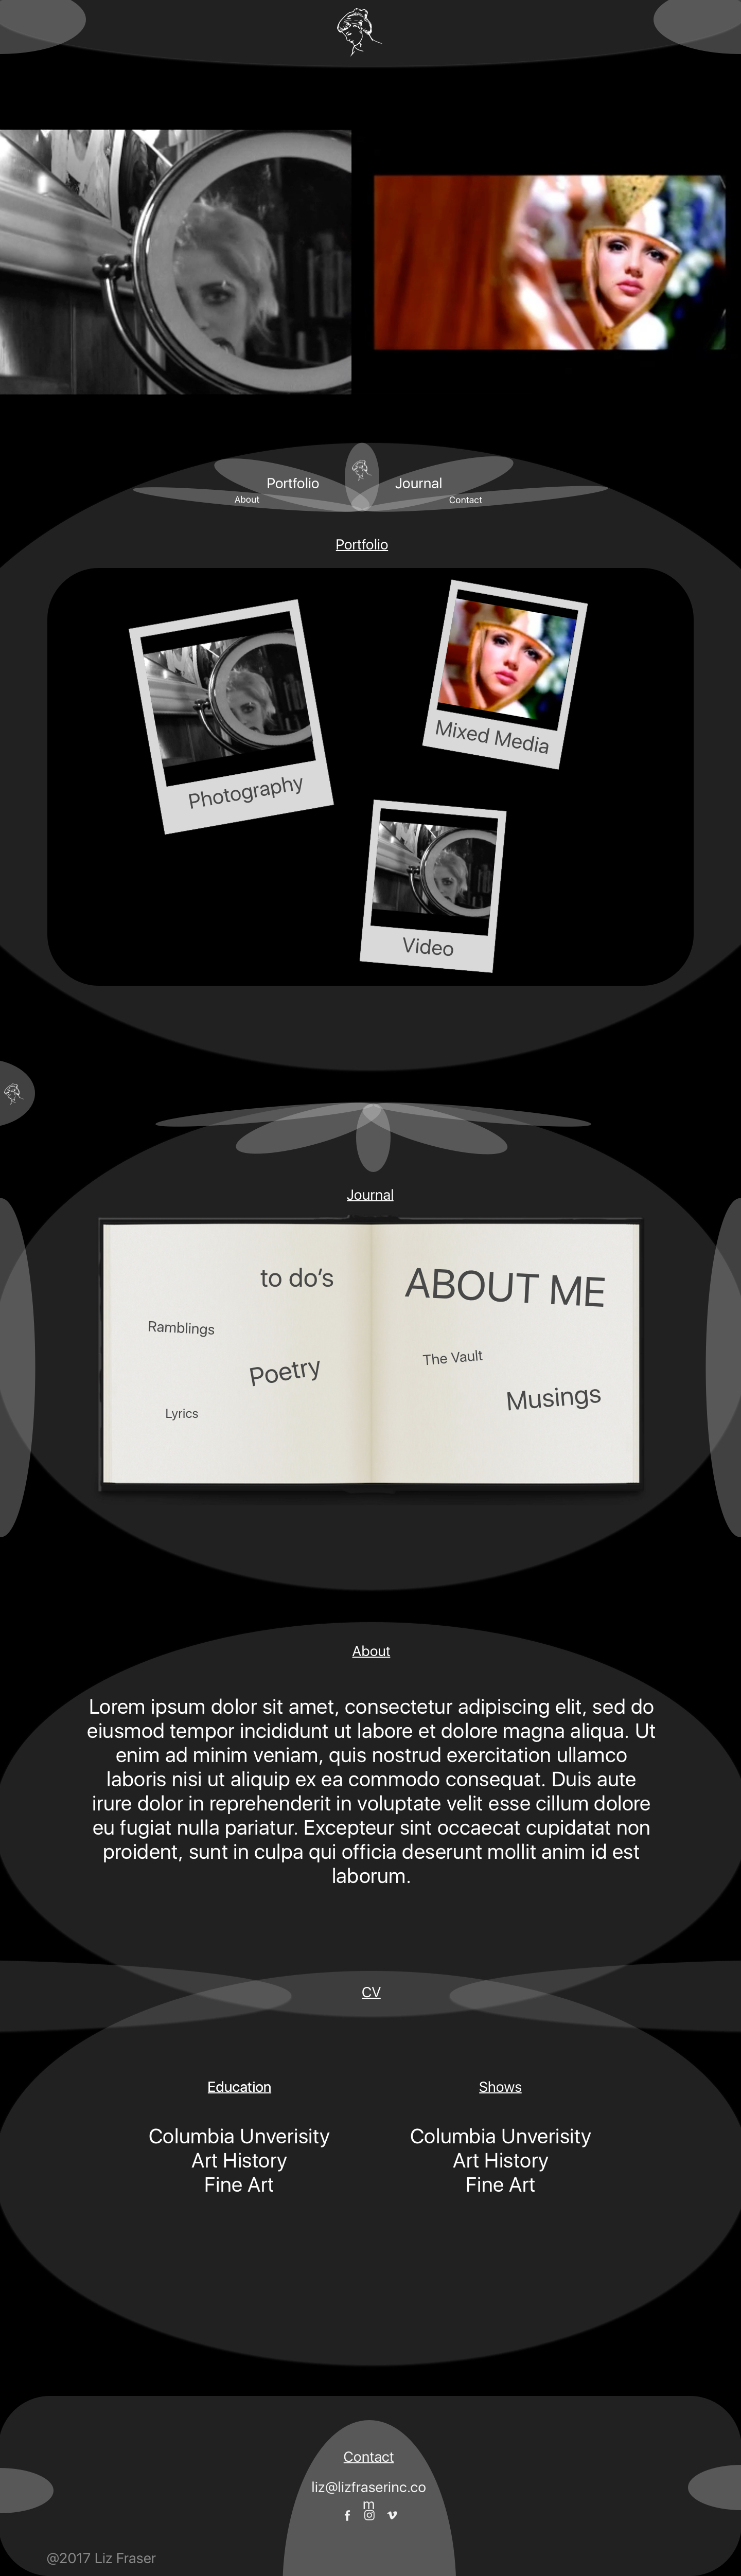 Portfolio
Journal
About
Contact
Portfolio
Photography
Mixed Media
Video
Journal
to do's
Ramblings
Poetry
Lyrics
ABOUT ME
The Vault
Musings
About
Lorem ipsum dolor sit amet, consectetur adipiscing elit, sed do
eiusmod tempor incididunt ut labore et dolore magna aliqua. Ut
enim ad minim veniam, quis nostrud exercitation ullamco
laboris nisi ut aliquip ex ea commodo consequat. Duis aute
irure dolor in reprehenderit in voluptate velit esse cillum dolore
eu fugiat nulla pariatur. Excepteur sint occaecat cupidatat non
proident, sunt in culpa qui officia deserunt mollit anim id est
laborum.
CV
Education
Columbia Unverisity
Art History
Fine Art
Shows
Columbia Unverisity
Art History
Fine Art
Contact
liz@lizfraserinc.co
m
@2017 Liz Fraser